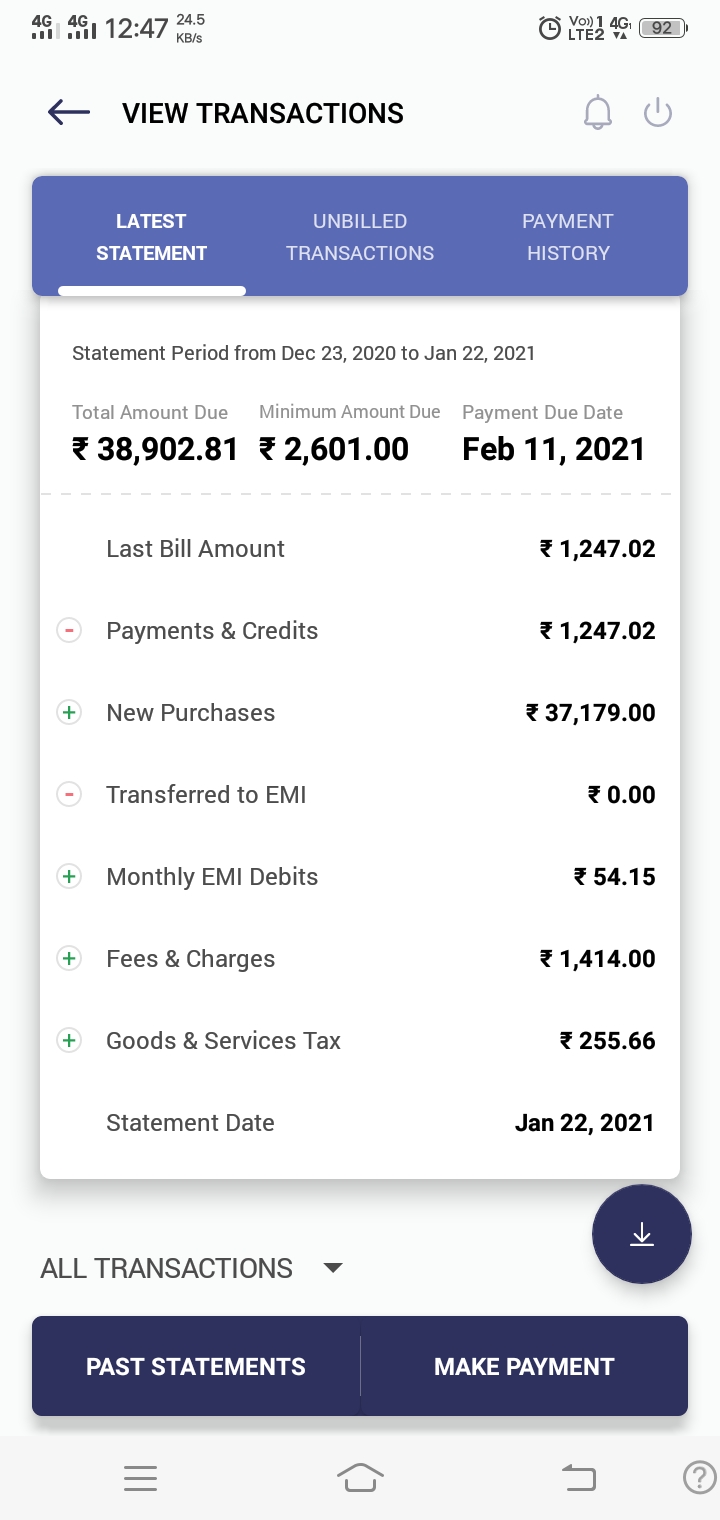 4G 4G 12:47 24.5 KB/s Vo)) 1 LTE2 4G 92
VIEW TRANSACTIONS
LATEST STATEMENT
UNBILLED TRANSACTIONS
PAYMENT HISTORY
Statement Period from Dec 23, 2020 to Jan 22, 2021
Total Amount Due Minimum Amount Due Payment Due Date
₹ 38,902.81 ₹ 2,601.00 Feb 11, 2021
Last Bill Amount ₹ 1,247.02
- Payments & Credits ₹ 1,247.02
+ New Purchases ₹ 37,179.00
- Transferred to EMI ₹ 0.00
+ Monthly EMI Debits ₹ 54.15
+ Fees & Charges ₹ 1,414.00
+ Goods & Services Tax ₹ 255.66
Statement Date Jan 22, 2021
ALL TRANSACTIONS
PAST STATEMENTS MAKE PAYMENT
?